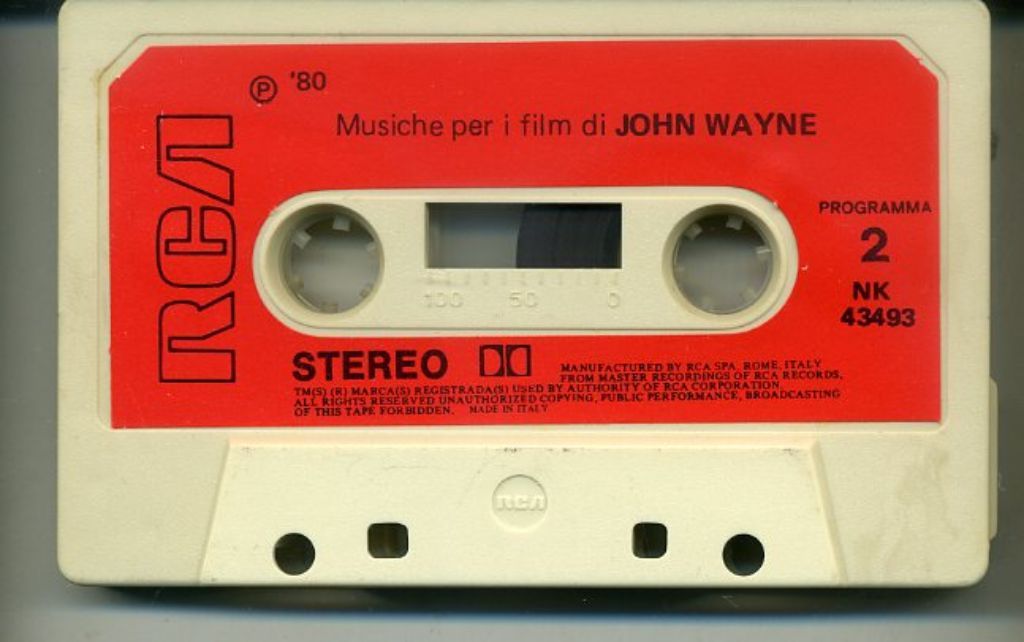 ℗ '80
Musiche per i film di JOHN WAYNE
RCA
PROGRAMMA
2
NK
43493
100 50 0
STEREO
MANUFACTURED BY RCA SPA. ROME, ITALY
FROM MASTER RECORDINGS OF RCA RECORDS,
TM(S) (R) MARCA(S) REGISTRADA(S) USED BY AUTHORITY OF RCA CORPORATION.
ALL RIGHTS RESERVED UNAUTHORIZED COPYING, PUBLIC PERFORMANCE, BROADCASTING
OF THIS TAPE FORBIDDEN. MADE IN ITALY
RCA